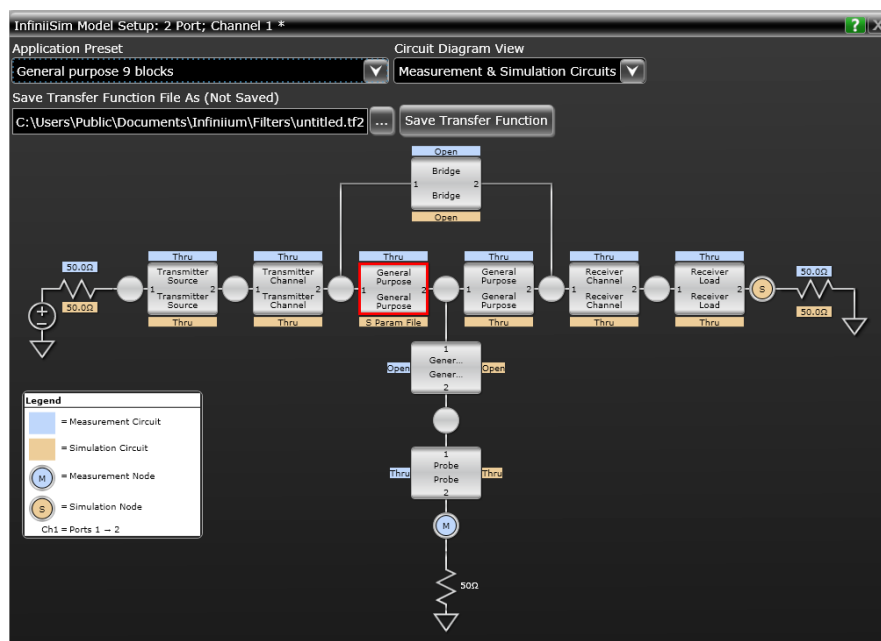 InfiniiSim Model Setup: 2 Port; Channel 1 *
?
X
Application Preset
Circuit Diagram View
General purpose 9 blocks
Measurement & Simulation Circuits
Save Transfer Function File As (Not Saved)
C:\Users\Public\Documents\Infiniium\Filters\untitled.tf2
...
Save Transfer Function
Open
Bridge
1 2
Bridge
Open
50.0Ω
Thru
Thru
Thru
Thru
Thru
Thru
50.0Ω
Transmitter
Source
1 2
Transmitter
Source
Transmitter
Channel
1 2
Transmitter
Channel
General
Purpose
1 2
General
Purpose
General
Purpose
1 2
General
Purpose
Receiver
Channel
1 2
Receiver
Channel
Receiver
Load
1 2
Receiver
Load
S
50.0Ω
Thru
Thru
S Param File
Thru
Thru
Thru
50.0Ω
+
−
1
Open
Gener...
Gener...
Open
2
1
Thru
Probe
Probe
Thru
2
M
50Ω
Legend
= Measurement Circuit
= Simulation Circuit
M = Measurement Node
S = Simulation Node
Ch1 = Ports 1 → 2